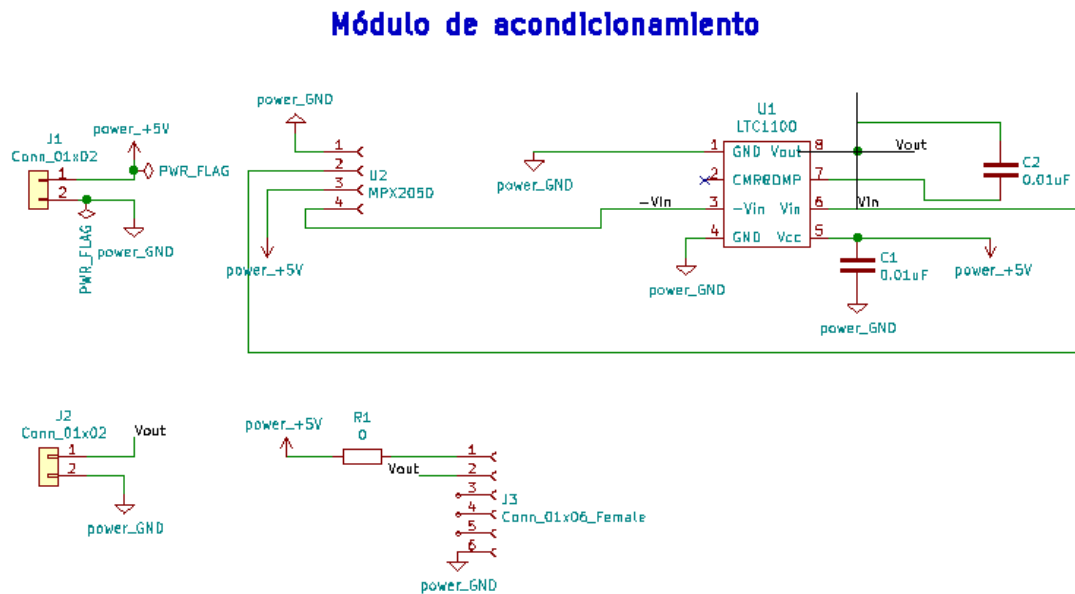 Módulo de acondicionamiento
J1
Conn_01x02
1
2
power_+5V
PWR_FLAG
PWR_FLAG
power_GND
power_GND
1
2
3
4
U2
MPX2050
power_+5V
U1
LTC1100
1 GND Vout 8
2 CMRR COMP 7
3 -Vin Vin 6
4 GND Vcc 5
power_GND
-Vin
power_GND
Vout
Vin
C2
0.01uF
C1
0.01uF
power_+5V
power_GND
J2
Conn_01x02
1
2
Vout
power_GND
power_+5V
R1
0
Vout
1
2
3
4
5
6
J3
Conn_01x06_Female
power_GND